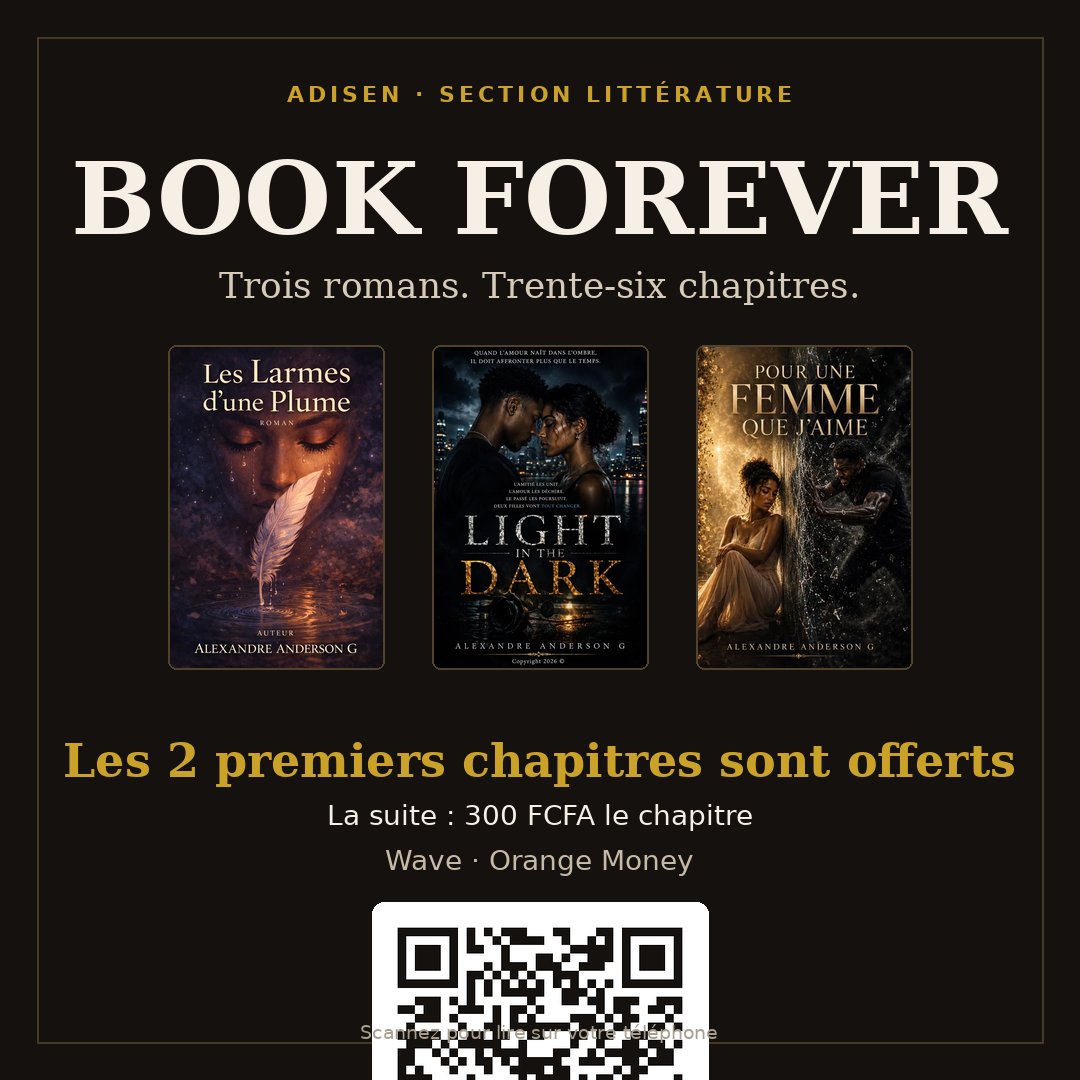 ADISEN · SECTION LITTÉRATURE
BOOK FOREVER
Trois romans. Trente-six chapitres.
Les Larmes
d'une Plume
ROMAN
AUTEUR
ALEXANDRE ANDERSON G
QUAND L'AMOUR NAÎT DANS L'OMBRE,
IL DOIT AFFRONTER PLUS QUE LE TEMPS.
L'AMITIÉ LES UNIT.
L'AMOUR LES DÉCHIRE.
LE PASSÉ LES POURSUIT.
DEUX FILLES VONT TOUT CHANGER.
LIGHT
IN THE
DARK
ALEXANDRE ANDERSON G
Copyright 2026 ©
POUR UNE
FEMME
QUE J'AIME
ALEXANDRE ANDERSON G
Les 2 premiers chapitres sont offerts
La suite : 300 FCFA le chapitre
Wave · Orange Money
Scannez pour lire sur votre téléphone